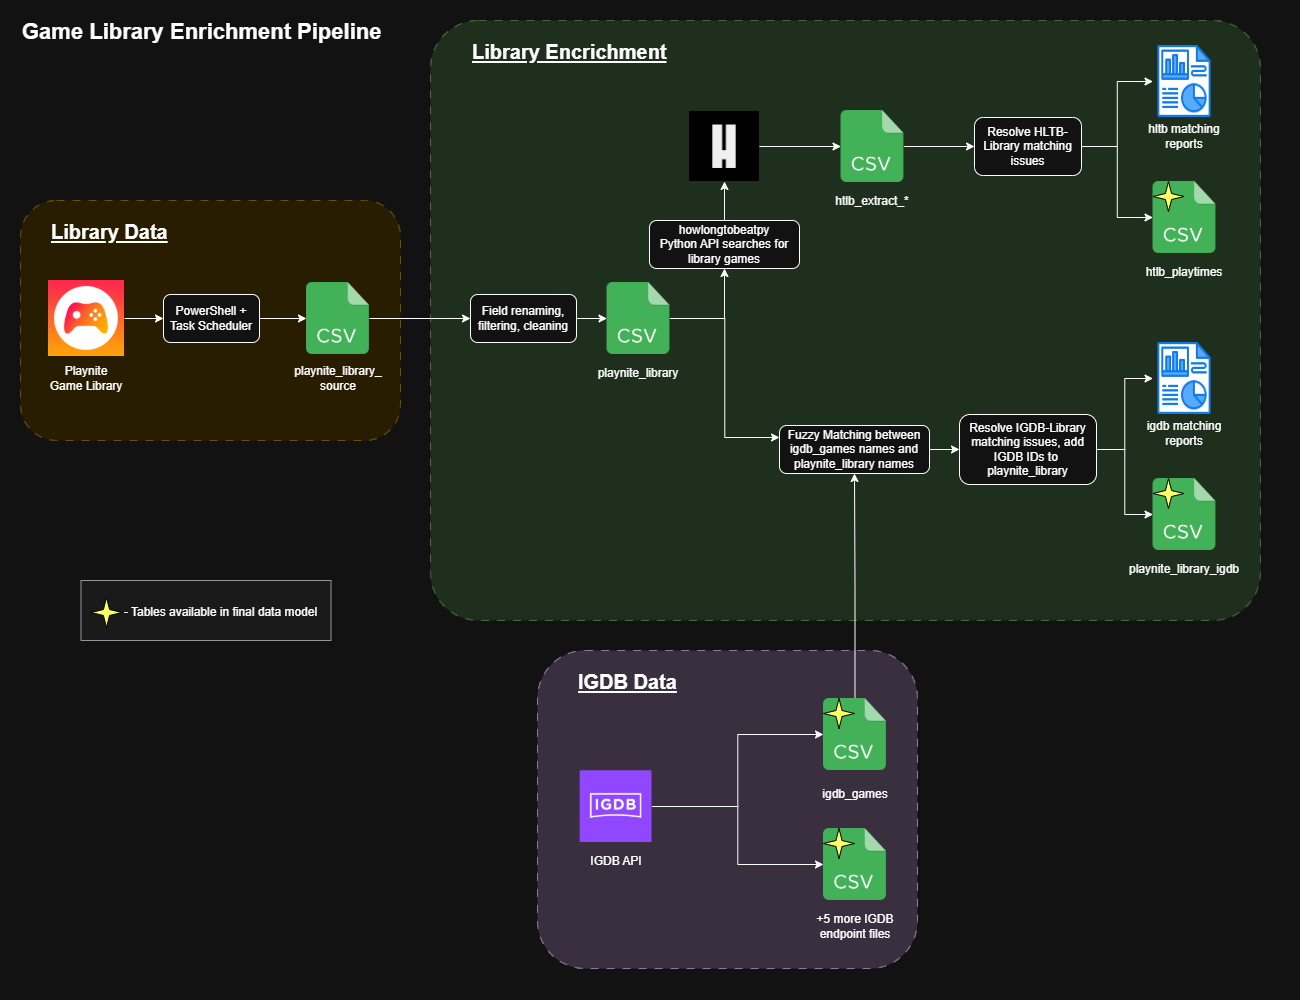 Game Library Enrichment Pipeline
Library Encrichment
H
CSV
htlb_extract_*
Resolve HLTB-
Library matching
issues
hltb matching
reports
CSV
htlb_playtimes
howlongtobeatpy
Python API searches for
library games
Library Data
Playnite
Game Library
PowerShell +
Task Scheduler
CSV
playnite_library_
source
Field renaming,
filtering, cleaning
CSV
playnite_library
Fuzzy Matching between
igdb_games names and
playnite_library names
Resolve IGDB-Library
matching issues, add
IGDB IDs to
playnite_library
igdb matching
reports
CSV
playnite_library_igdb
- Tables available in final data model
IGDB Data
IGDB
IGDB API
CSV
igdb_games
CSV
+5 more IGDB
endpoint files